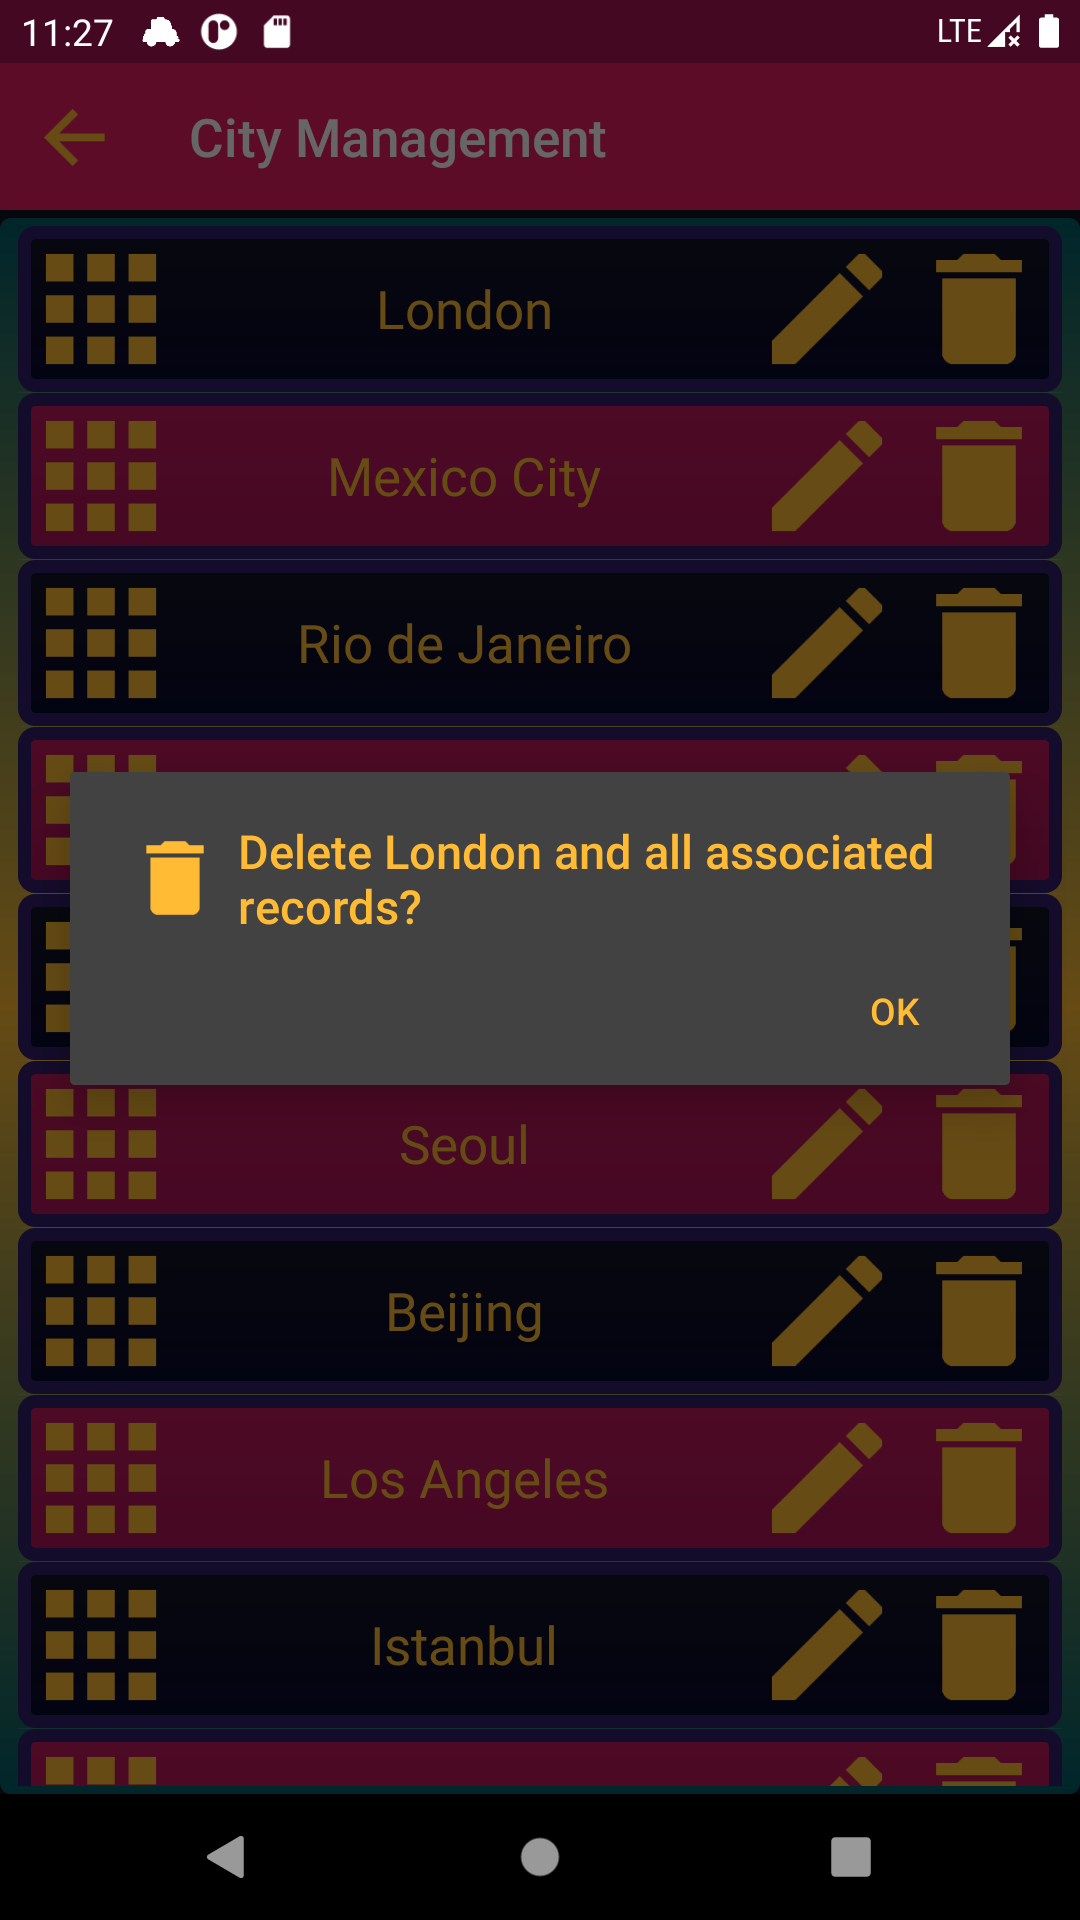 11:27
LTE
City Management
London
Mexico City
Rio de Janeiro
Delete London and all associated
records?
OK
Seoul
Beijing
Los Angeles
Istanbul